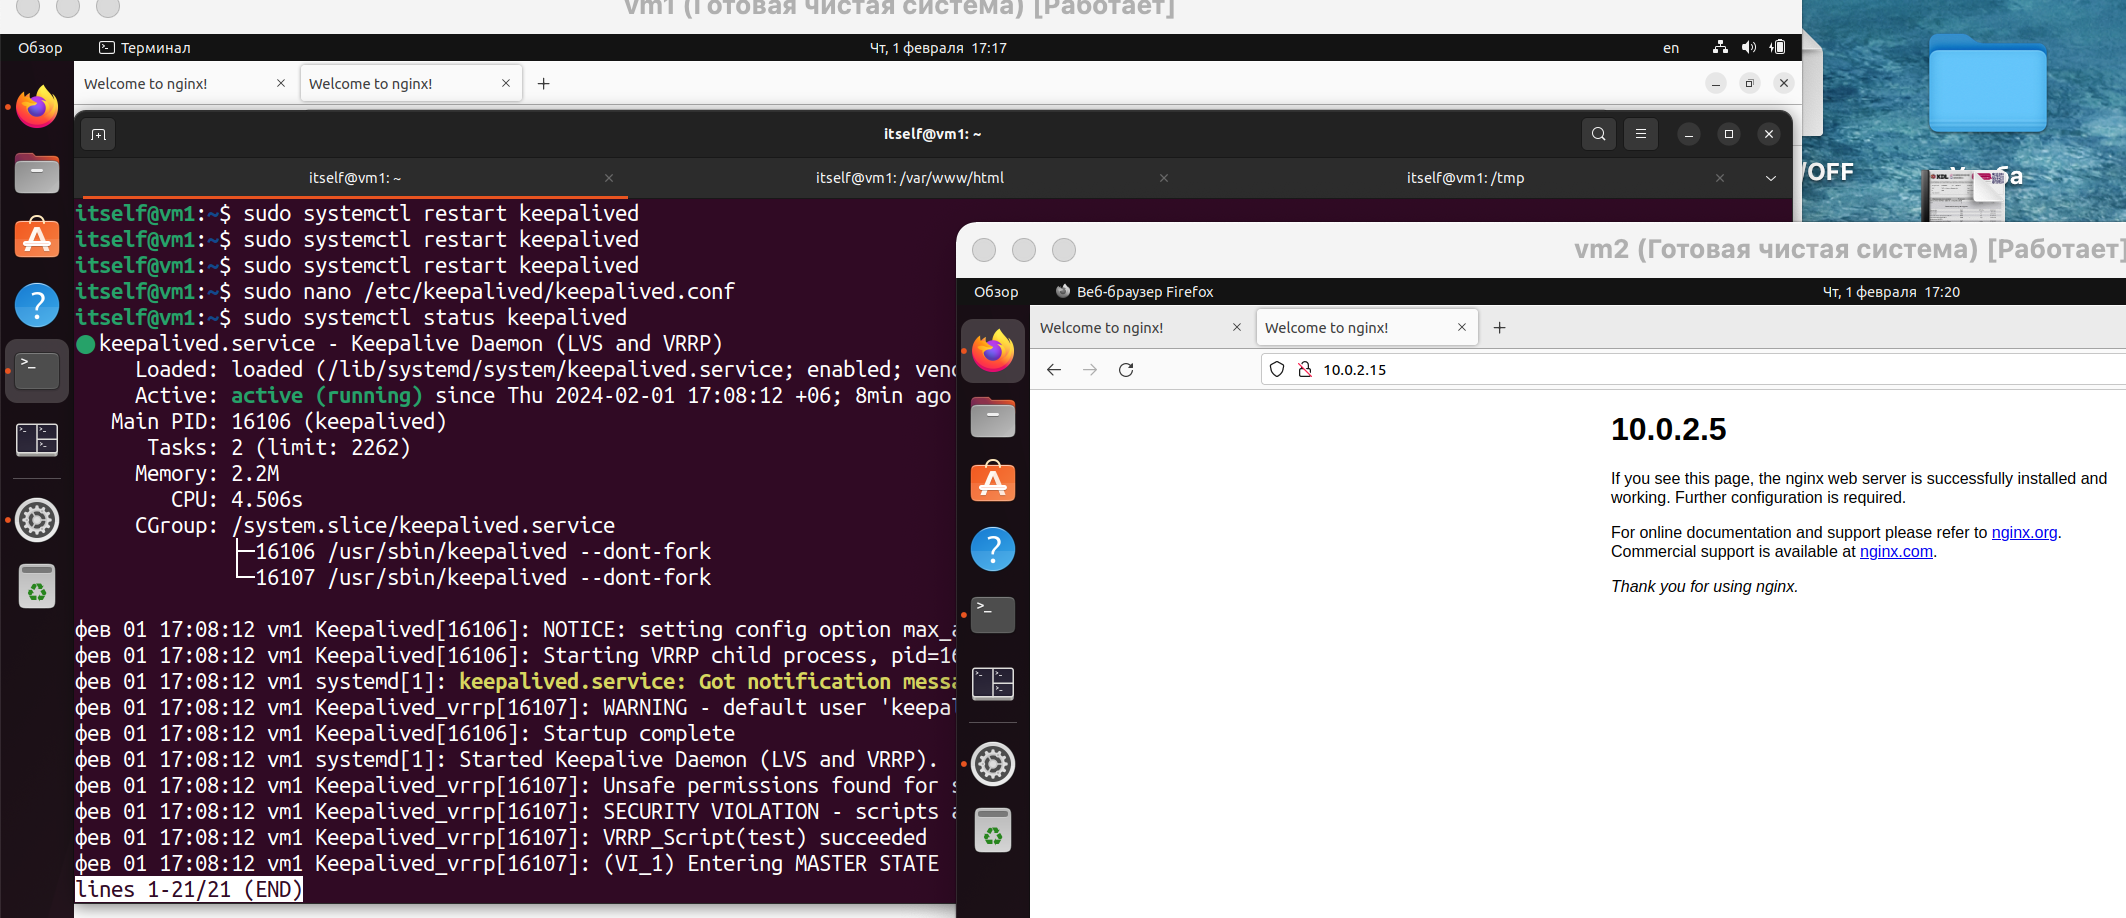 vm1 (Готовая чистая система) [Работает]
Обзор
Терминал
Чт, 1 февраля 17:17
en
Welcome to nginx!
Welcome to nginx!
itself@vm1: ~
itself@vm1: ~
itself@vm1: /var/www/html
itself@vm1: /tmp
itself@vm1:~$ sudo systemctl restart keepalived
itself@vm1:~$ sudo systemctl restart keepalived
itself@vm1:~$ sudo systemctl restart keepalived
itself@vm1:~$ sudo nano /etc/keepalived/keepalived.conf
itself@vm1:~$ sudo systemctl status keepalived
●keepalived.service - Keepalive Daemon (LVS and VRRP)
Loaded: loaded (/lib/systemd/system/keepalived.service; enabled; vend
Active: active (running) since Thu 2024-02-01 17:08:12 +06; 8min ago
Main PID: 16106 (keepalived)
Tasks: 2 (limit: 2262)
Memory: 2.2M
CPU: 4.506s
CGroup: /system.slice/keepalived.service
├─16106 /usr/sbin/keepalived --dont-fork
└─16107 /usr/sbin/keepalived --dont-fork
фев 01 17:08:12 vm1 Keepalived[16106]: NOTICE: setting config option max_a
фев 01 17:08:12 vm1 Keepalived[16106]: Starting VRRP child process, pid=16
фев 01 17:08:12 vm1 systemd[1]: keepalived.service: Got notification messa
фев 01 17:08:12 vm1 Keepalived_vrrp[16107]: WARNING - default user 'keepal
фев 01 17:08:12 vm1 Keepalived[16106]: Startup complete
фев 01 17:08:12 vm1 systemd[1]: Started Keepalive Daemon (LVS and VRRP).
фев 01 17:08:12 vm1 Keepalived_vrrp[16107]: Unsafe permissions found for s
фев 01 17:08:12 vm1 Keepalived_vrrp[16107]: SECURITY VIOLATION - scripts a
фев 01 17:08:12 vm1 Keepalived_vrrp[16107]: VRRP_Script(test) succeeded
фев 01 17:08:12 vm1 Keepalived_vrrp[16107]: (VI_1) Entering MASTER STATE
lines 1-21/21 (END)
/OFF
KDL
vm2 (Готовая чистая система) [Работает]
Обзор
Веб-браузер Firefox
Чт, 1 февраля 17:20
Welcome to nginx!
Welcome to nginx!
10.0.2.15
10.0.2.5
If you see this page, the nginx web server is successfully installed and
working. Further configuration is required.
For online documentation and support please refer to nginx.org.
Commercial support is available at nginx.com.
Thank you for using nginx.